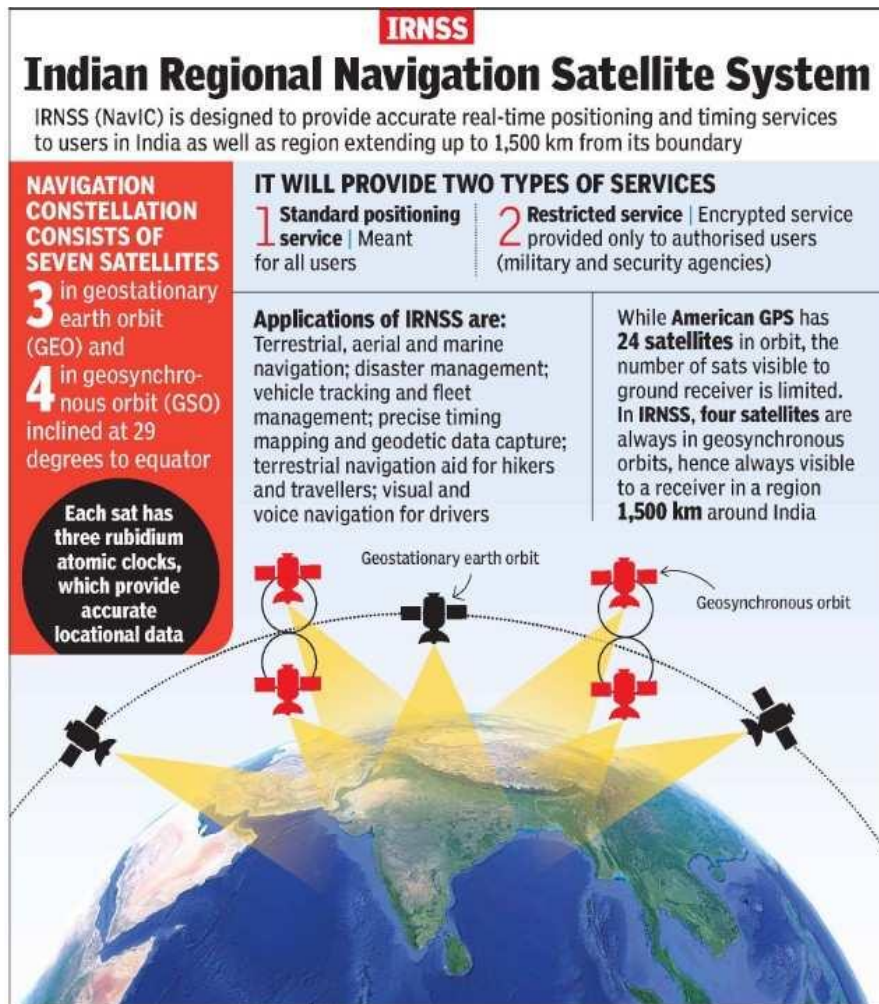 IRNSS
Indian Regional Navigation Satellite System
IRNSS (NavIC) is designed to provide accurate real-time positioning and timing services
to users in India as well as region extending up to 1,500 km from its boundary
NAVIGATION
CONSTELLATION
CONSISTS OF
SEVEN SATELLITES
3 in geostationary
earth orbit
(GEO) and
4 in geosynchro-
nous orbit (GSO)
inclined at 29
degrees to equator
Each sat has
three rubidium
atomic clocks,
which provide
accurate
locational data
IT WILL PROVIDE TWO TYPES OF SERVICES
1 Standard positioning
service | Meant
for all users
2 Restricted service | Encrypted service
provided only to authorised users
(military and security agencies)
Applications of IRNSS are:
Terrestrial, aerial and marine
navigation; disaster management;
vehicle tracking and fleet
management; precise timing
mapping and geodetic data capture;
terrestrial navigation aid for hikers
and travellers; visual and
voice navigation for drivers
While American GPS has
24 satellites in orbit, the
number of sats visible to
ground receiver is limited.
In IRNSS, four satellites are
always in geosynchronous
orbits, hence always visible
to a receiver in a region
1,500 km around India
Geostationary earth orbit
Geosynchronous orbit